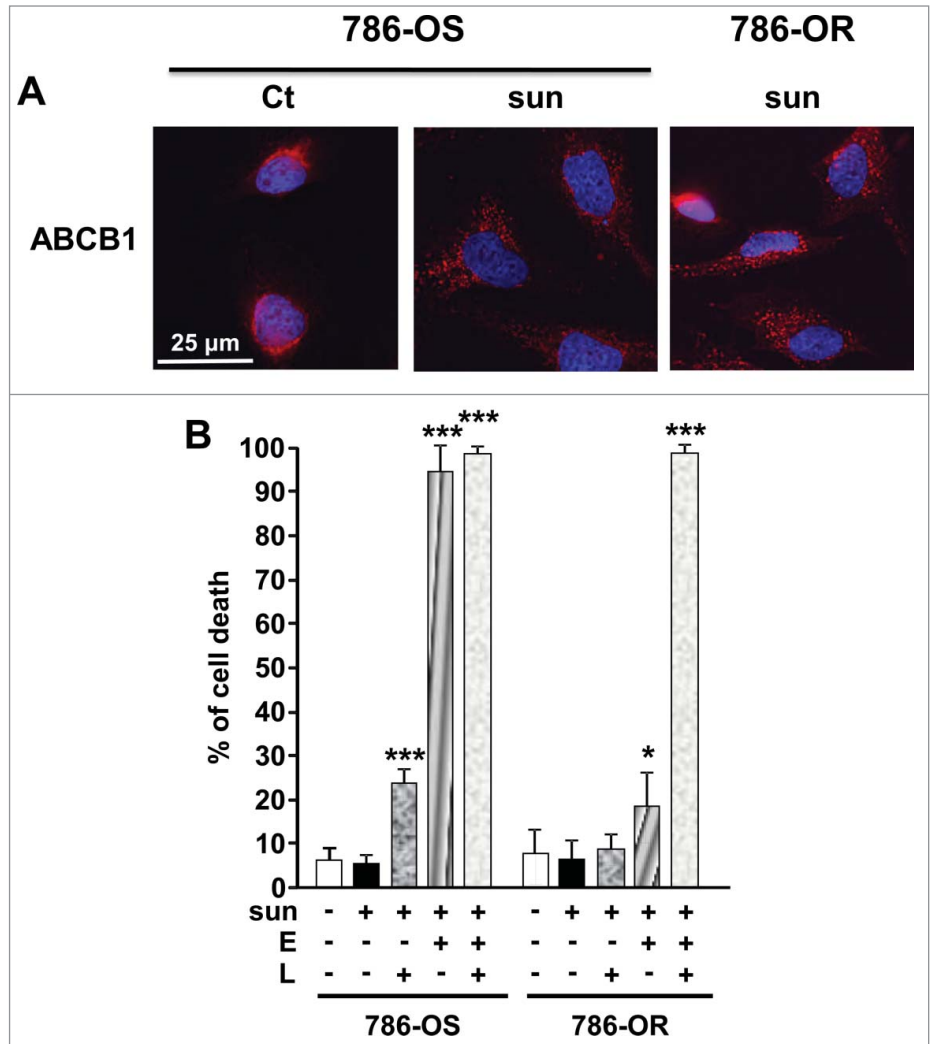 786-OS 786-OR
A Ct sun sun
ABCB1
25 µm
B
*** *** ***
100
90
80
70
60
50
40
30
20
10
0
% of cell death
*** *
sun - + + + + - + + + +
E - - - + + - - - + +
L - - + - + - - + - +
786-OS 786-OR